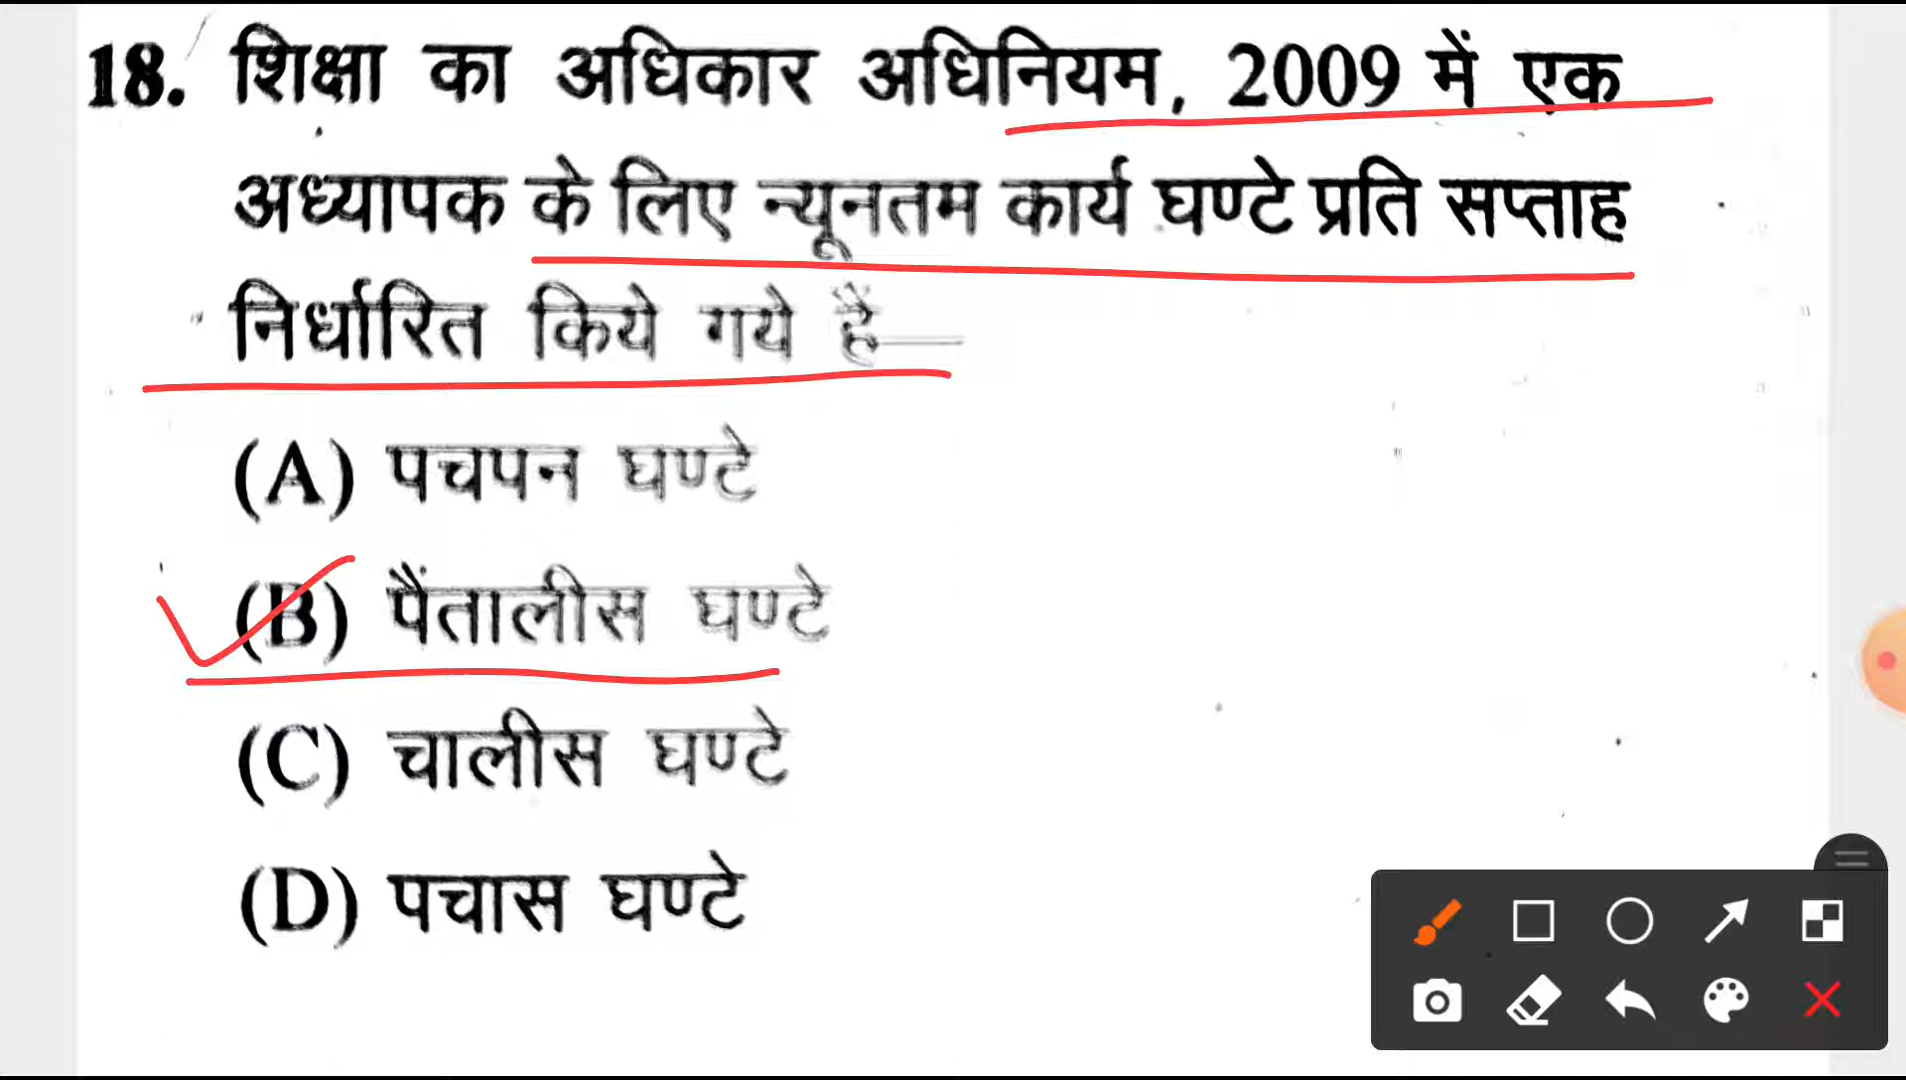 18. शिक्षा का अधिकार अधिनियम, 2009 में एक
अध्यापक के लिए न्यूनतम कार्य घण्टे प्रति सप्ताह
निर्धारित किये गये हैं—
(A) पचपन घण्टे
(B) पैंतालीस घण्टे
(C) चालीस घण्टे
(D) पचास घण्टे